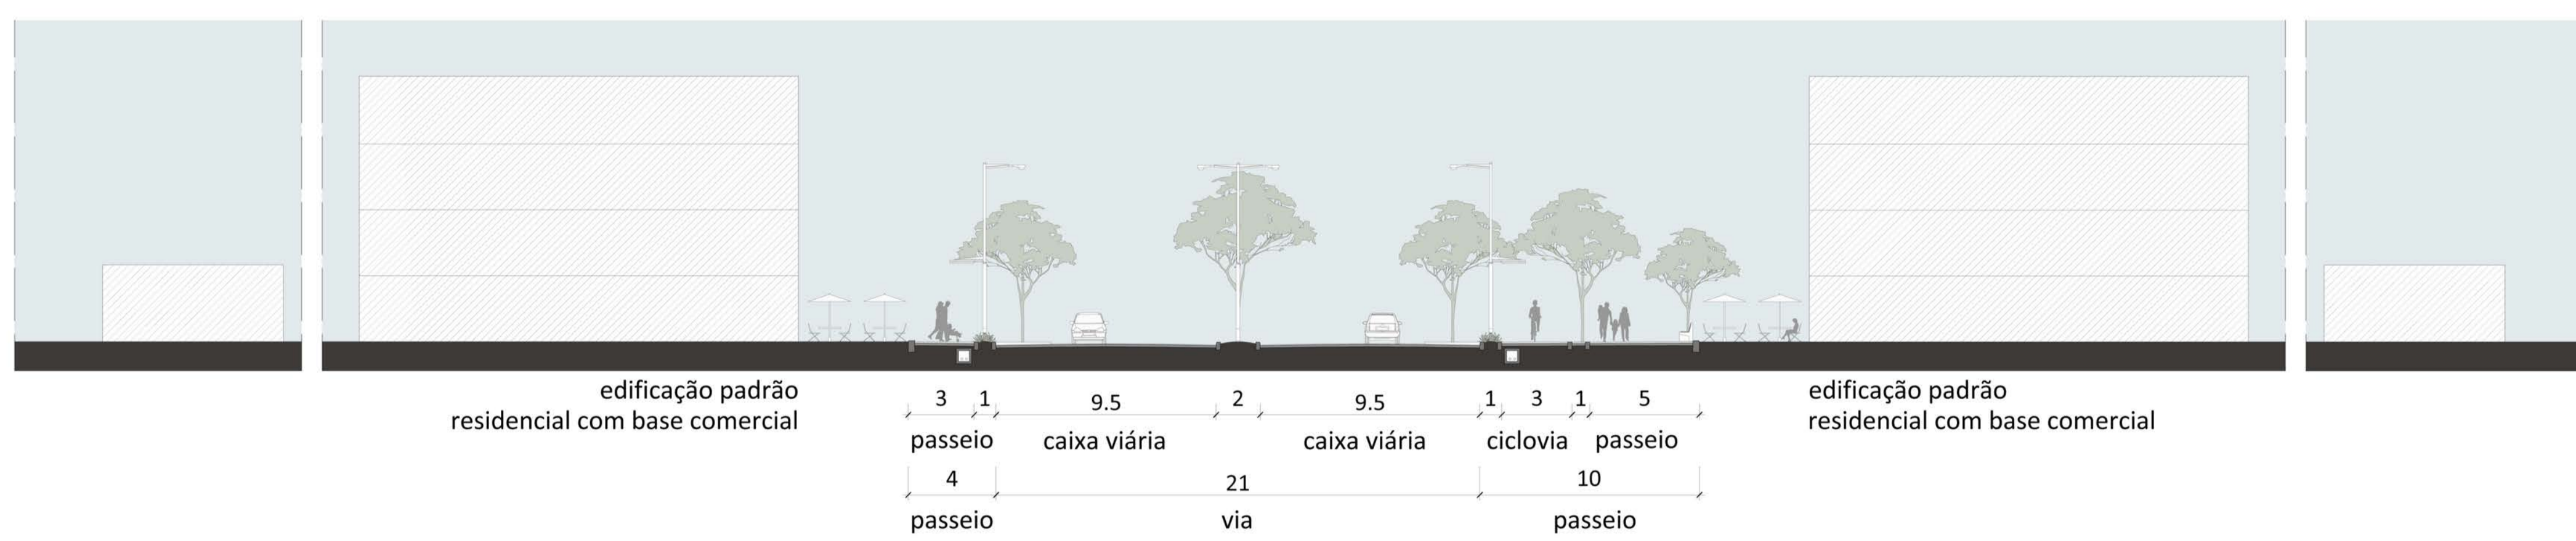 edificação padrão
residencial com base comercial
3 1 9.5 2 9.5 1 3 1 5
passeio caixa viária caixa viária ciclovia passeio
4 21 10
passeio via passeio
edificação padrão
residencial com base comercial